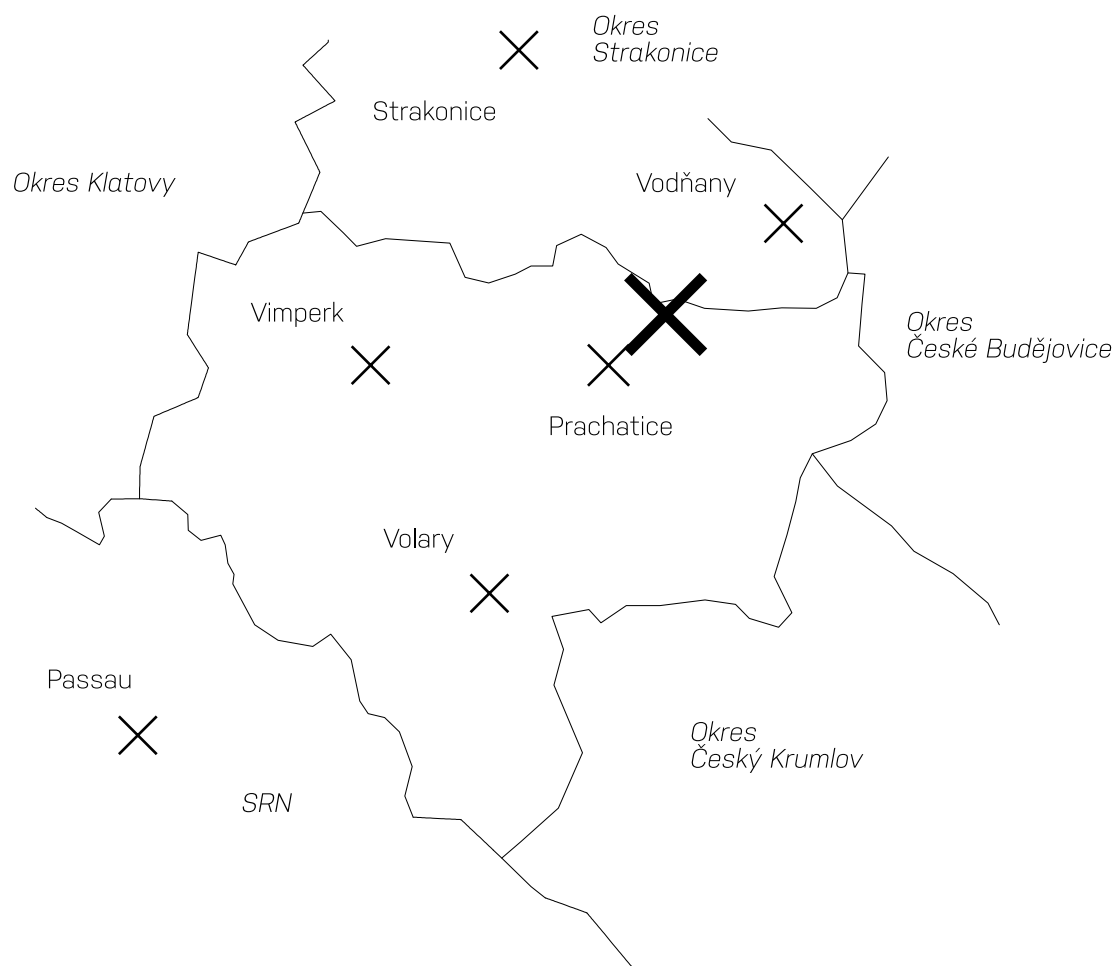 Okres
Strakonice
Strakonice
Okres Klatovy
Vodňany
Vimperk
Okres
České Budějovice
Prachatice
Volary
Passau
Okres
Český Krumlov
SRN